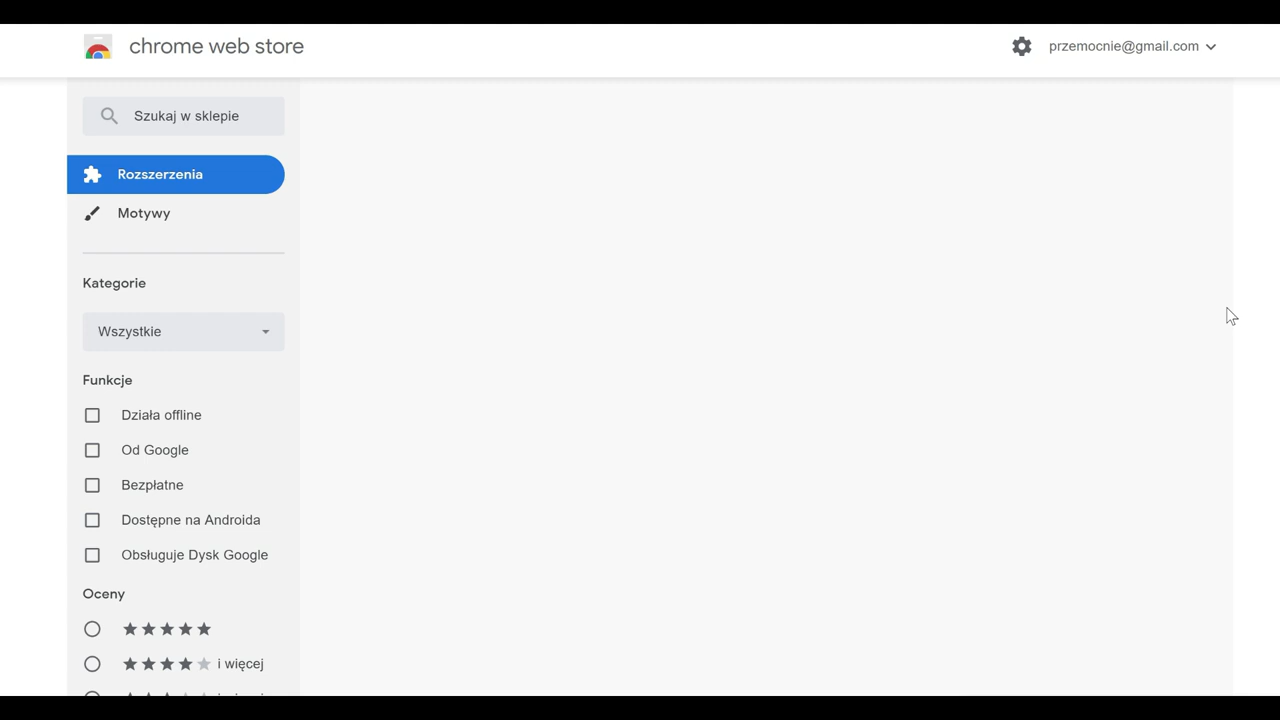 chrome web store
przemocnie@gmail.com
Szukaj w sklepie
Rozszerzenia
Motywy
Kategorie
Wszystkie
Funkcje
Działa offline
Od Google
Bezpłatne
Dostępne na Androida
Obsługuje Dysk Google
Oceny
i więcej